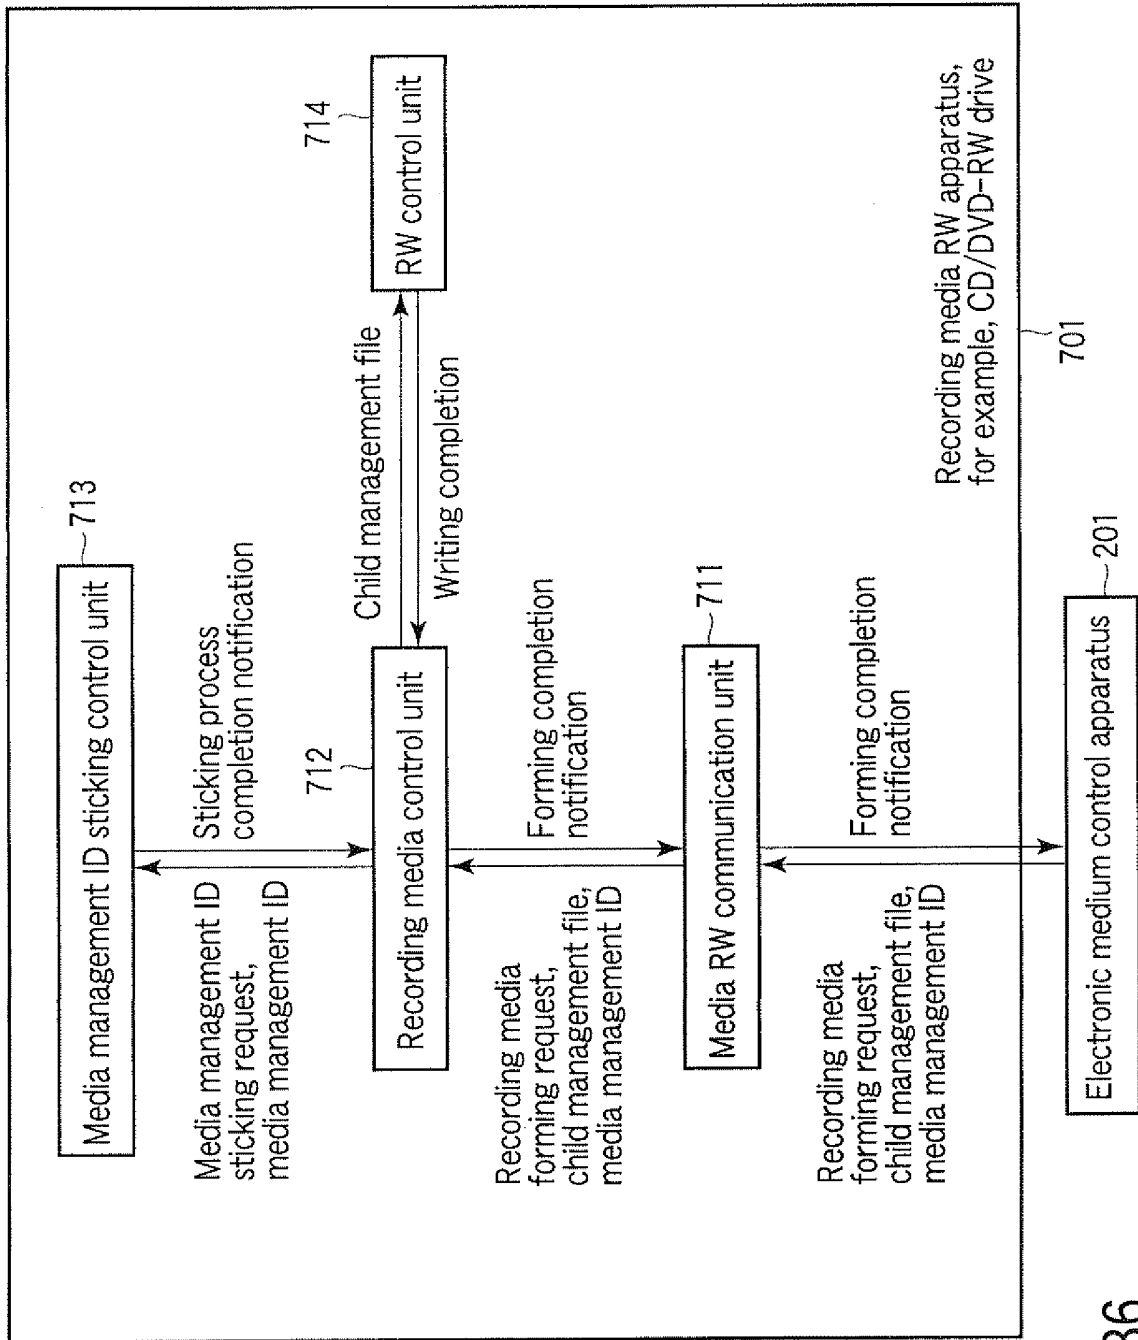 Media management ID sticking control unit
713
Media management ID
sticking request,
media management ID
Sticking process
completion notification
712
Recording media control unit
Child management file
Writing completion
714
RW control unit
Recording media
forming request,
child management file,
media management ID
Forming completion
notification
Media RW communication unit
711
Recording media
forming request,
child management file,
media management ID
Forming completion
notification
Recording media RW apparatus,
for example, CD/DVD-RW drive
701
Electronic medium control apparatus
201
36